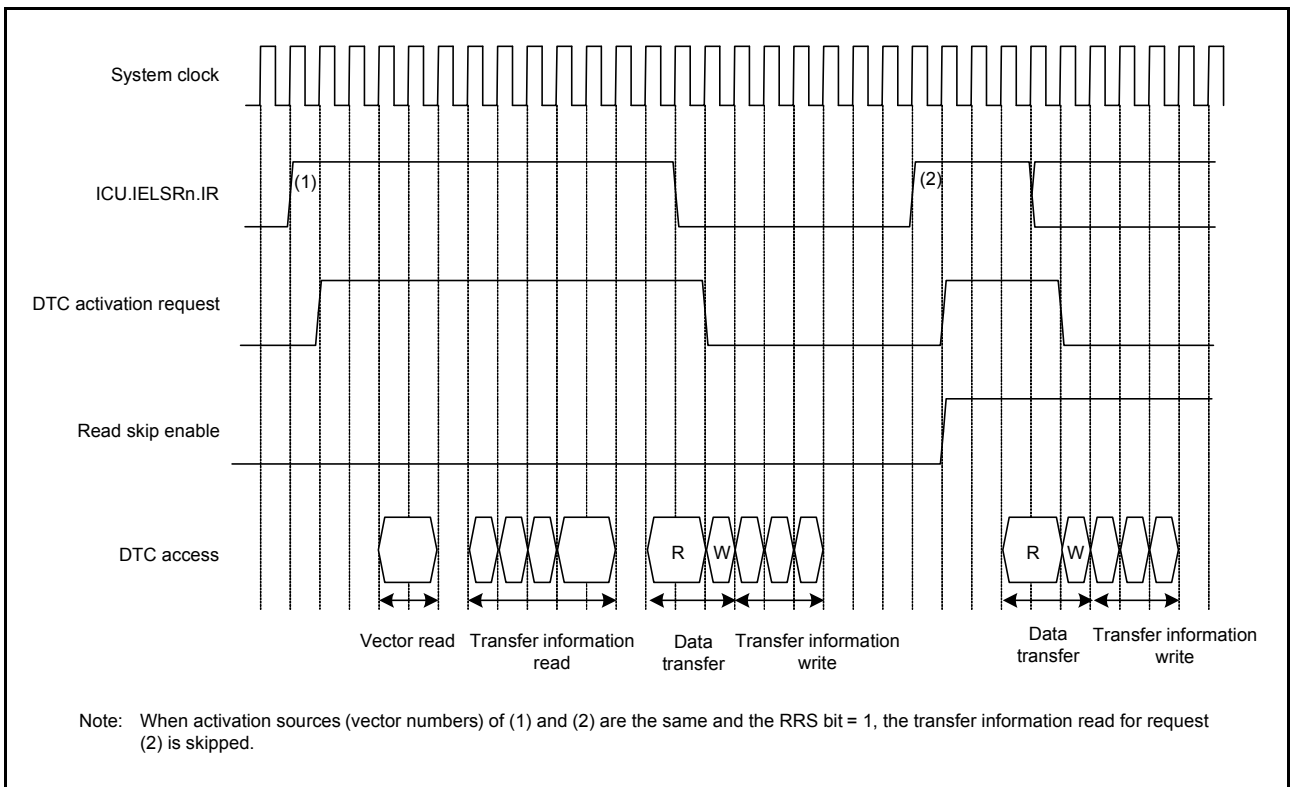 System clock
ICU.IELSRn.IR
(1)
(2)
DTC activation request
Read skip enable
DTC access
R
W
R
W
Vector read
Transfer information
read
Data
transfer
Transfer information
write
Data
transfer
Transfer information
write
Note: When activation sources (vector numbers) of (1) and (2) are the same and the RRS bit = 1, the transfer information read for request
(2) is skipped.